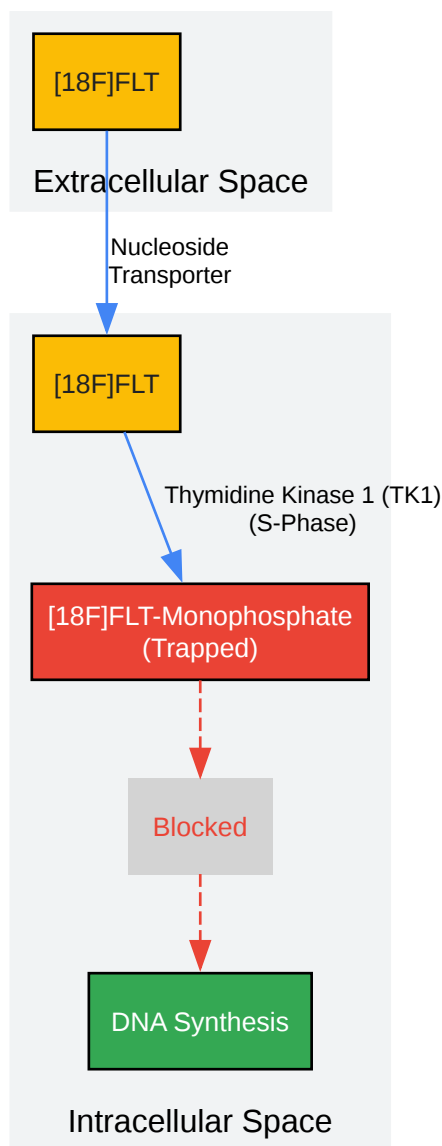 [18F]FLT
Extracellular Space
Nucleoside
Transporter
[18F]FLT
Thymidine Kinase 1 (TK1)
(S-Phase)
[18F]FLT-Monophosphate
(Trapped)
Blocked
DNA Synthesis
Intracellular Space